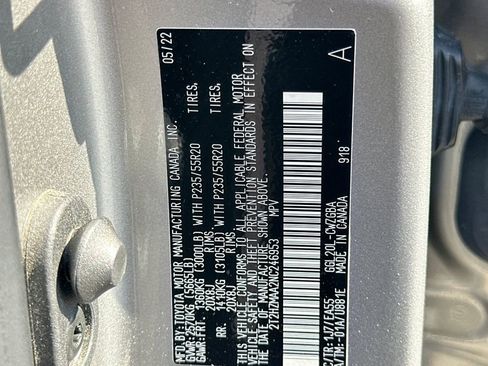 BY:TOYOTA MOTOR MANUFACTURING CANADA INC. 05/22
GVWR:2570KG (5665LB)
GAWR:FRT. 1360KG (3000LB) WITH P235/55R20 TIRES,
20X8J RIMS,
RR. 1410KG (3105LB) WITH P235/55R20 TIRES,
20X8J RIMS,
THIS VEHICLE CONFORMS TO ALL APPLICABLE FEDERAL MOTOR
VEHICLE SAFETY AND THEFT PREVENTION STANDARDS IN EFFECT ON
THE DATE OF MANUFACTURE SHOWN ABOVE.
MPV
A
918
C/TR:1J7/EA55 GGL20L-CWZGBA
A/TM:-01A/U881E MADE IN CANADA